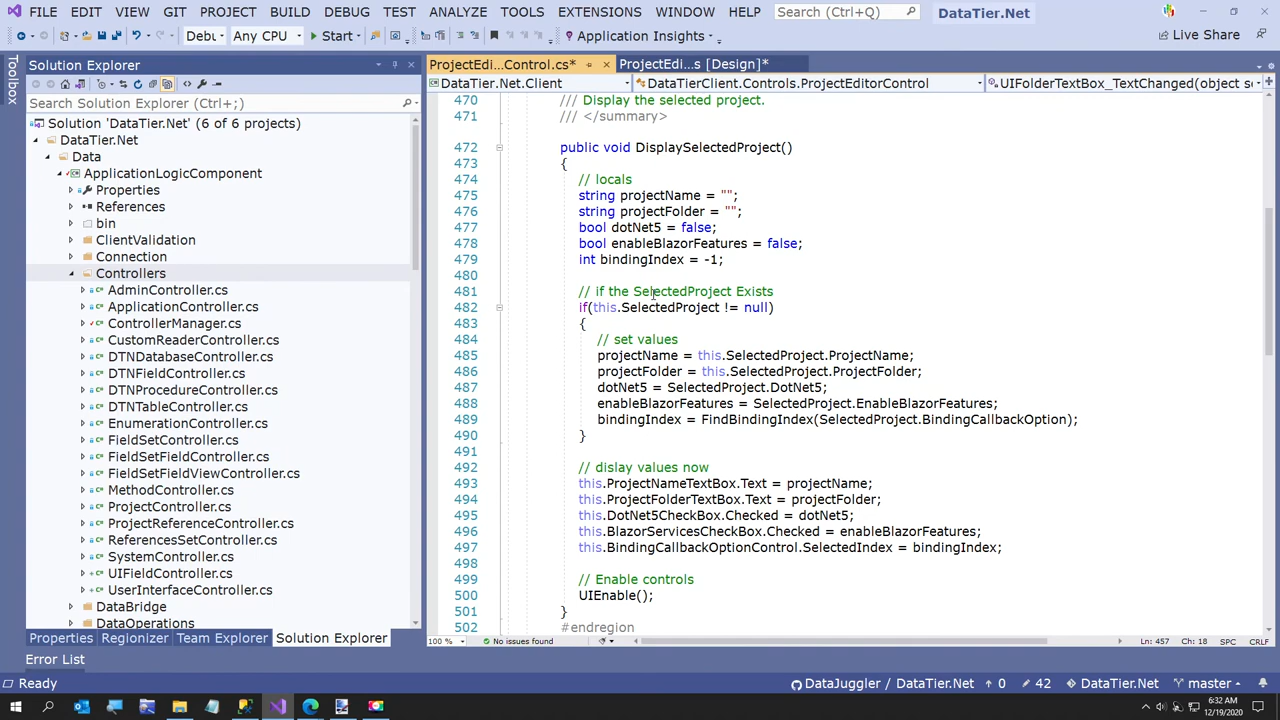 FILE EDIT VIEW GIT PROJECT BUILD DEBUG TEST ANALYZE TOOLS EXTENSIONS WINDOW HELP Search (Ctrl+Q) DataTier.Net
Debu Any CPU Start Application Insights Live Share
Toolbox
Solution Explorer
Search Solution Explorer (Ctrl+;)
Solution 'DataTier.Net' (6 of 6 projects)
DataTier.Net
Data
ApplicationLogicComponent
Properties
References
bin
ClientValidation
Connection
Controllers
AdminController.cs
ApplicationController.cs
ControllerManager.cs
CustomReaderController.cs
DTNDatabaseController.cs
DTNFieldController.cs
DTNProcedureController.cs
DTNTableController.cs
EnumerationController.cs
FieldSetController.cs
FieldSetFieldController.cs
FieldSetFieldViewController.cs
MethodController.cs
ProjectController.cs
ProjectReferenceController.cs
ReferencesSetController.cs
SystemController.cs
UIFieldController.cs
UserInterfaceController.cs
DataBridge
DataOperations
Properties Regionizer Team Explorer Solution Explorer
ProjectEdi...Control.cs* ProjectEdi...s [Design]*
DataTier.Net.Client DataTierClient.Controls.ProjectEditorControl UIFolderTextBox_TextChanged(object s
470 /// Display the selected project.
471 /// </summary>
472 public void DisplaySelectedProject()
473 {
474 // locals
475 string projectName = "";
476 string projectFolder = "";
477 bool dotNet5 = false;
478 bool enableBlazorFeatures = false;
479 int bindingIndex = -1;
480
481 // if the SelectedProject Exists
482 if(this.SelectedProject != null)
483 {
484 // set values
485 projectName = this.SelectedProject.ProjectName;
486 projectFolder = this.SelectedProject.ProjectFolder;
487 dotNet5 = SelectedProject.DotNet5;
488 enableBlazorFeatures = SelectedProject.EnableBlazorFeatures;
489 bindingIndex = FindBindingIndex(SelectedProject.BindingCallbackOption);
490 }
491
492 // dislay values now
493 this.ProjectNameTextBox.Text = projectName;
494 this.ProjectFolderTextBox.Text = projectFolder;
495 this.DotNet5CheckBox.Checked = dotNet5;
496 this.BlazorServicesCheckBox.Checked = enableBlazorFeatures;
497 this.BindingCallbackOptionControl.SelectedIndex = bindingIndex;
498
499 // Enable controls
500 UIEnable();
501 }
502 #endregion
100 % No issues found Ln: 457 Ch: 18 SPC CRLF
Error List
Ready DataJuggler / DataTier.Net 0 42 DataTier.Net master
6:32 AM
12/19/2020